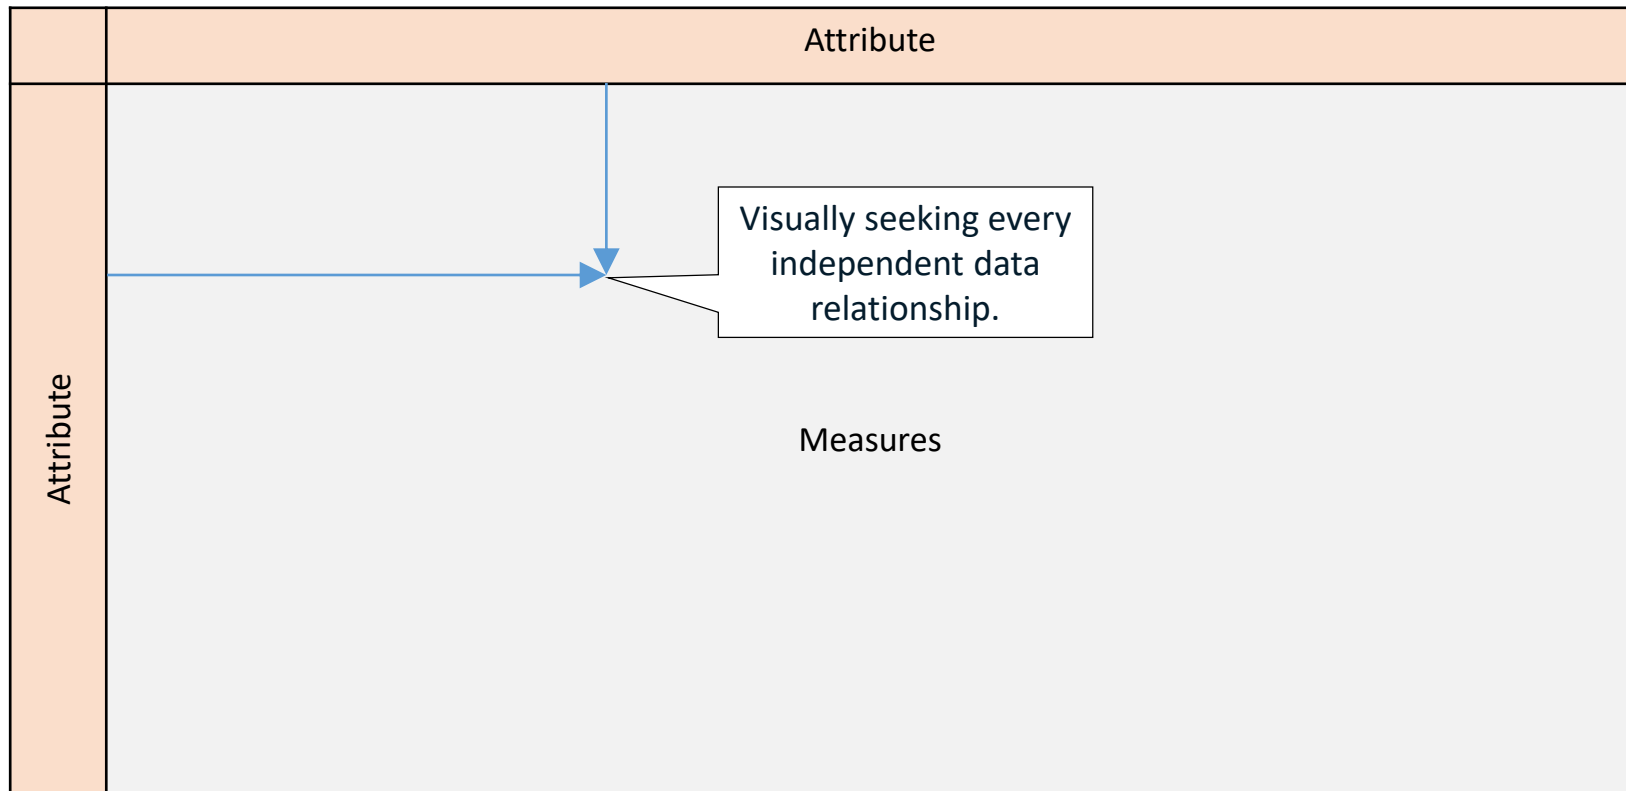 Attribute
Visually seeking every
independent data
relationship.
Attribute
Measures